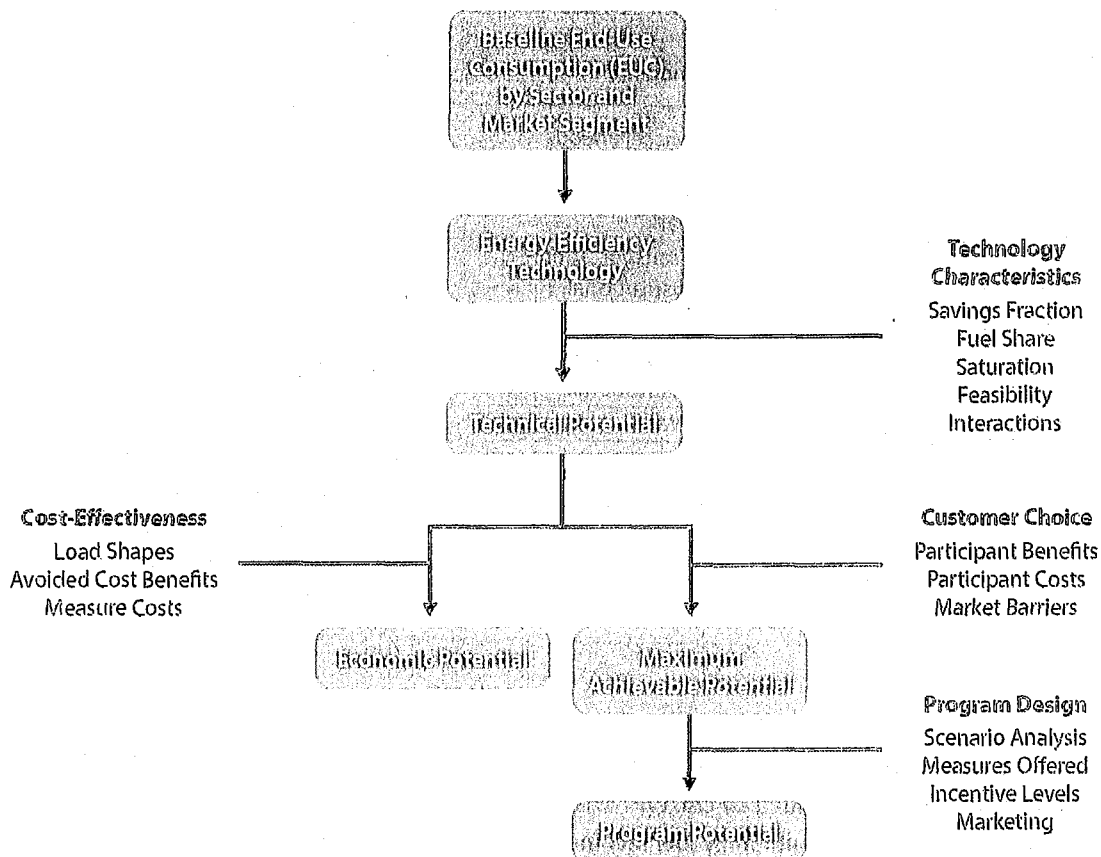 Baseline End-Use
Consumption (EUC)
by Sector and
Market Segment
Energy Efficiency
Technology
Technology
Characteristics
Savings Fraction
Fuel Share
Saturation
Feasibility
Interactions
Technical Potential
Cost-Effectiveness
Load Shapes
Avoided Cost Benefits
Measure Costs
Customer Choice
Participant Benefits
Participant Costs
Market Barriers
Economic Potential
Maximum
Achievable Potential
Program Design
Scenario Analysis
Measures Offered
Incentive Levels
Marketing
Program Potential